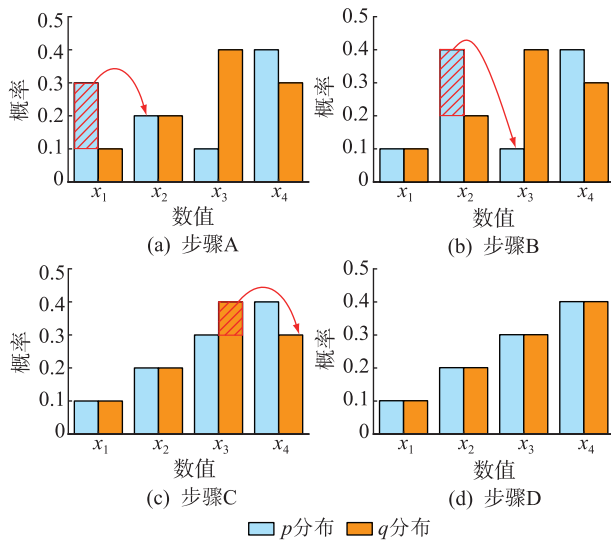 0.5
0.4
0.3
0.2
0.1
0
概率
x₁ x₂ x₃ x₄
数值
(a) 步骤A
0.5
0.4
0.3
0.2
0.1
0
概率
x₁ x₂ x₃ x₄
数值
(b) 步骤B
0.5
0.4
0.3
0.2
0.1
0
概率
x₁ x₂ x₃ x₄
数值
(c) 步骤C
0.5
0.4
0.3
0.2
0.1
0
概率
x₁ x₂ x₃ x₄
数值
(d) 步骤D
p分布 q分布